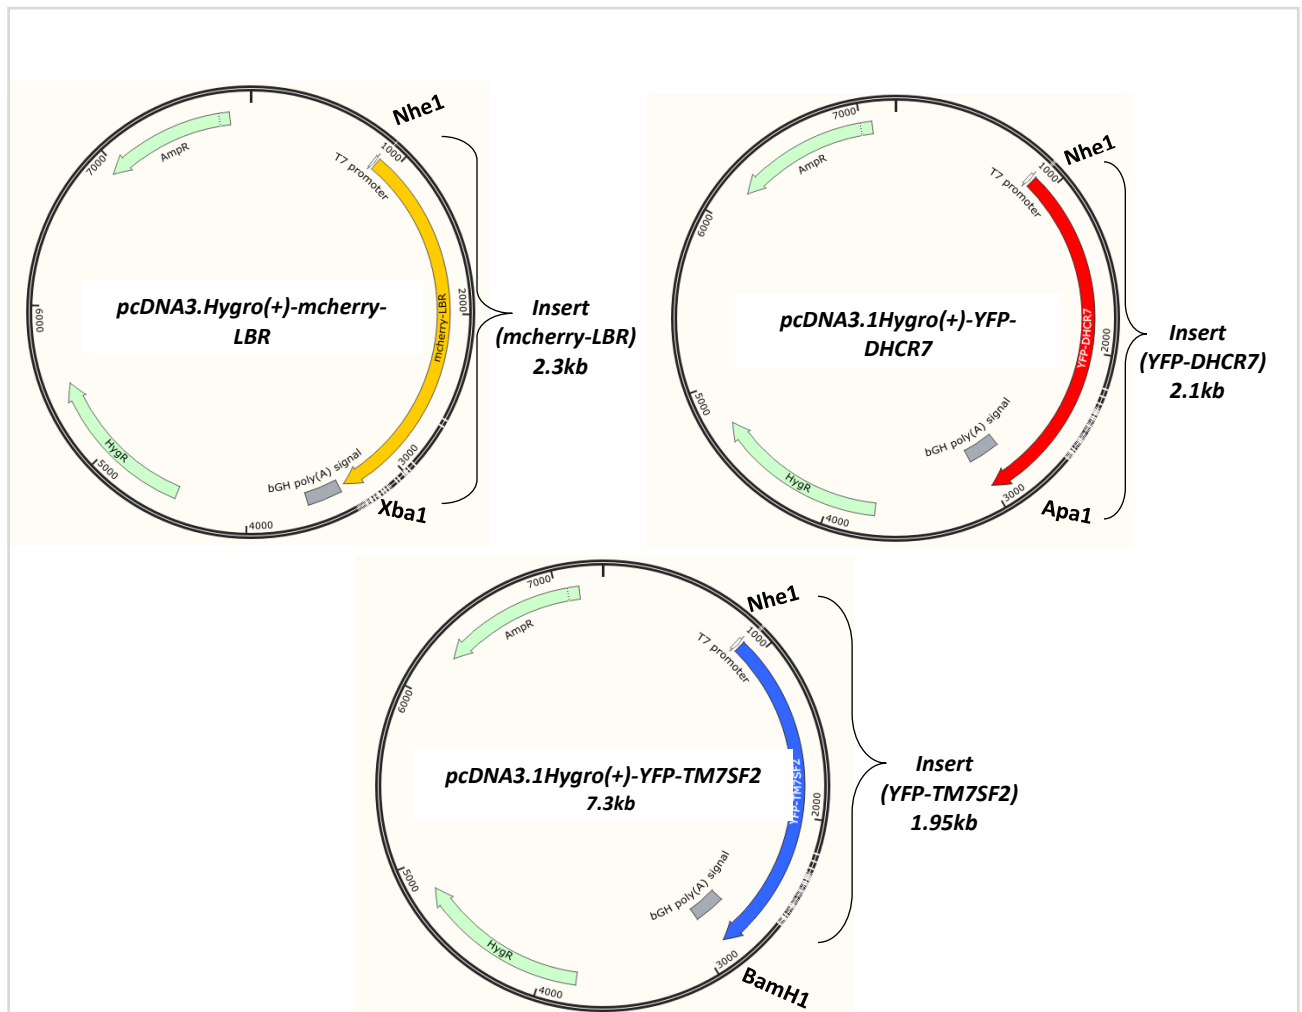 Nhe1
1000
T7 promoter
AmpR
7000
pcDNA3.Hygro(+)-mcherry-
LBR
mcherry-LBR
2000
6000
Insert
(mcherry-LBR)
2.3kb
HygR
5000
bGH poly(A) signal
3000
Xba1
4000
Nhe1
1000
T7 promoter
7000
AmpR
6000
pcDNA3.1Hygro(+)-YFP-
DHCR7
YFP-DHCR7
2000
Insert
(YFP-DHCR7)
2.1kb
5000
bGH poly(A) signal
HygR
3000
Apa1
4000
Nhe1
1000
T7 promoter
7000
AmpR
6000
pcDNA3.1Hygro(+)-YFP-TM7SF2
7.3kb
YFP-TM7SF2
2000
Insert
(YFP-TM7SF2)
1.95kb
5000
bGH poly(A) signal
HygR
3000
BamH1
4000